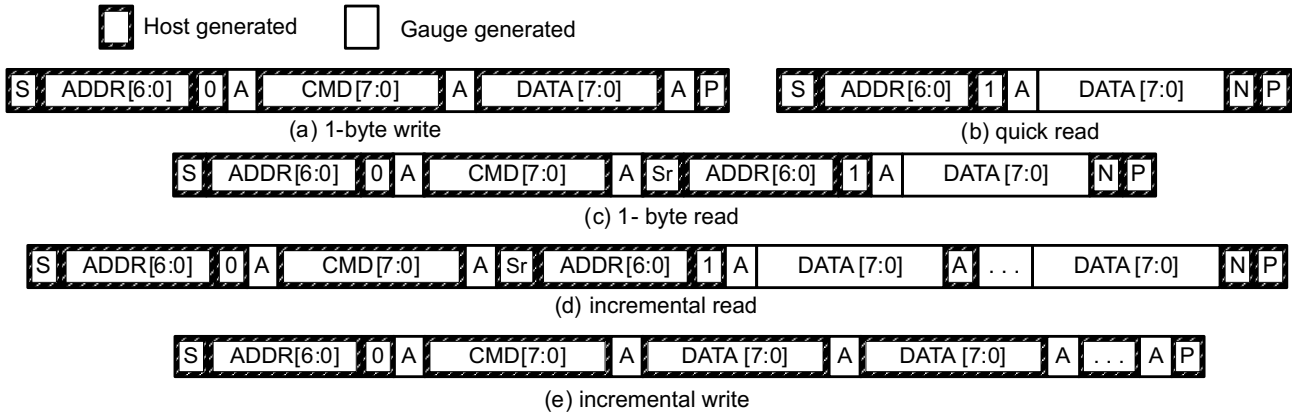 Host generated Gauge generated
S ADDR[6:0] 0 A CMD[7:0] A DATA[7:0] A P S ADDR[6:0] 1 A DATA[7:0] N P
(a) 1-byte write (b) quick read
S ADDR[6:0] 0 A CMD[7:0] A Sr ADDR[6:0] 1 A DATA[7:0] N P
(c) 1- byte read
S ADDR[6:0] 0 A CMD[7:0] A Sr ADDR[6:0] 1 A DATA[7:0] A . . . DATA[7:0] N P
(d) incremental read
S ADDR[6:0] 0 A CMD[7:0] A DATA[7:0] A DATA[7:0] A . . . A P
(e) incremental write